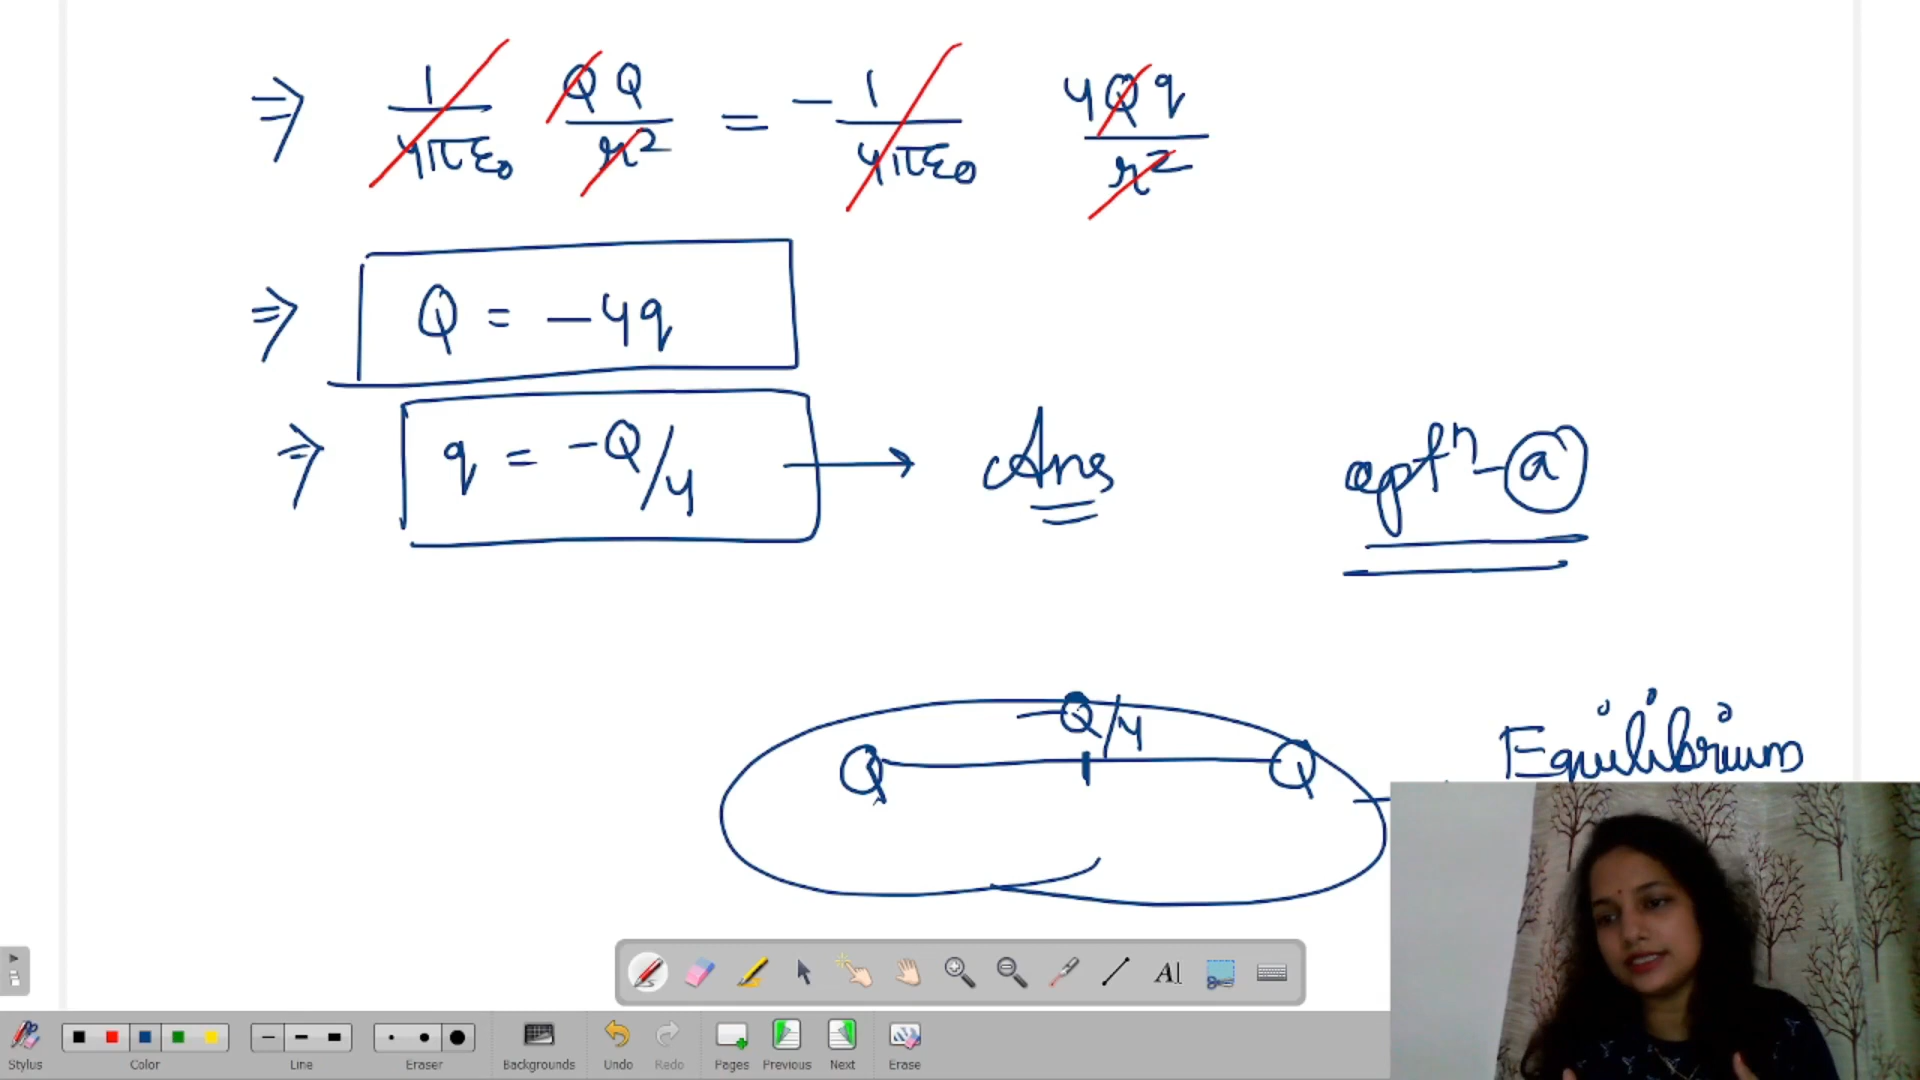 ⇒ 1/4πε₀ QQ/r² = - 1/4πε₀ 4Qq/r²
⇒ Q = -4q
⇒ q = -Q/4 → Ans optⁿ - a
-Q/4
Q Q
Equilibrium
AI
Stylus Color Line Eraser Backgrounds Undo Redo Pages Previous Next Erase